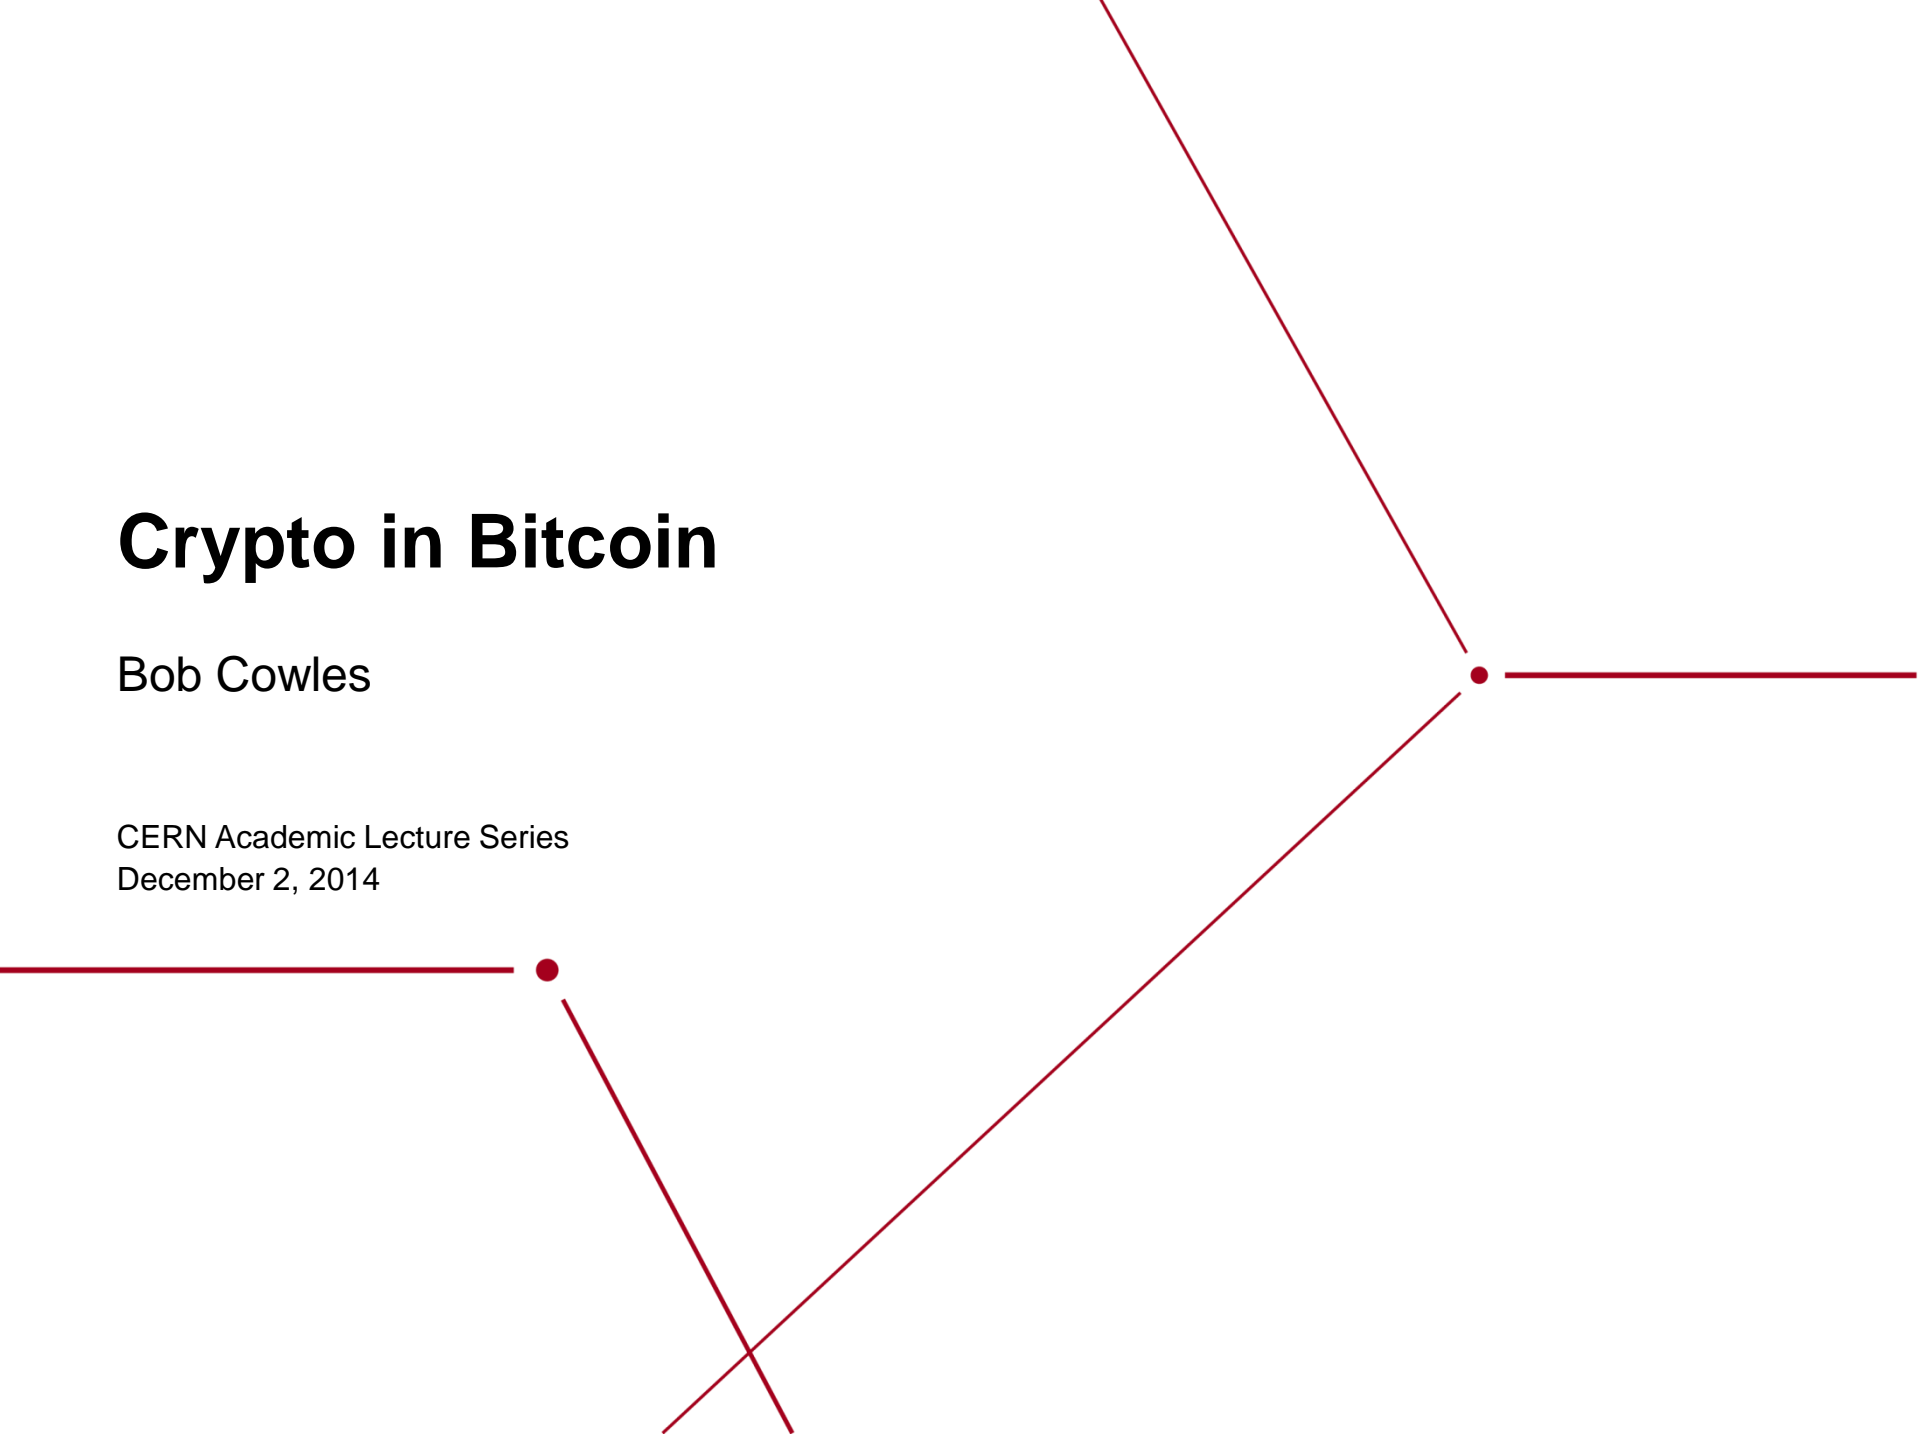 Crypto in Bitcoin
Bob Cowles
CERN Academic Lecture Series
December 2, 2014